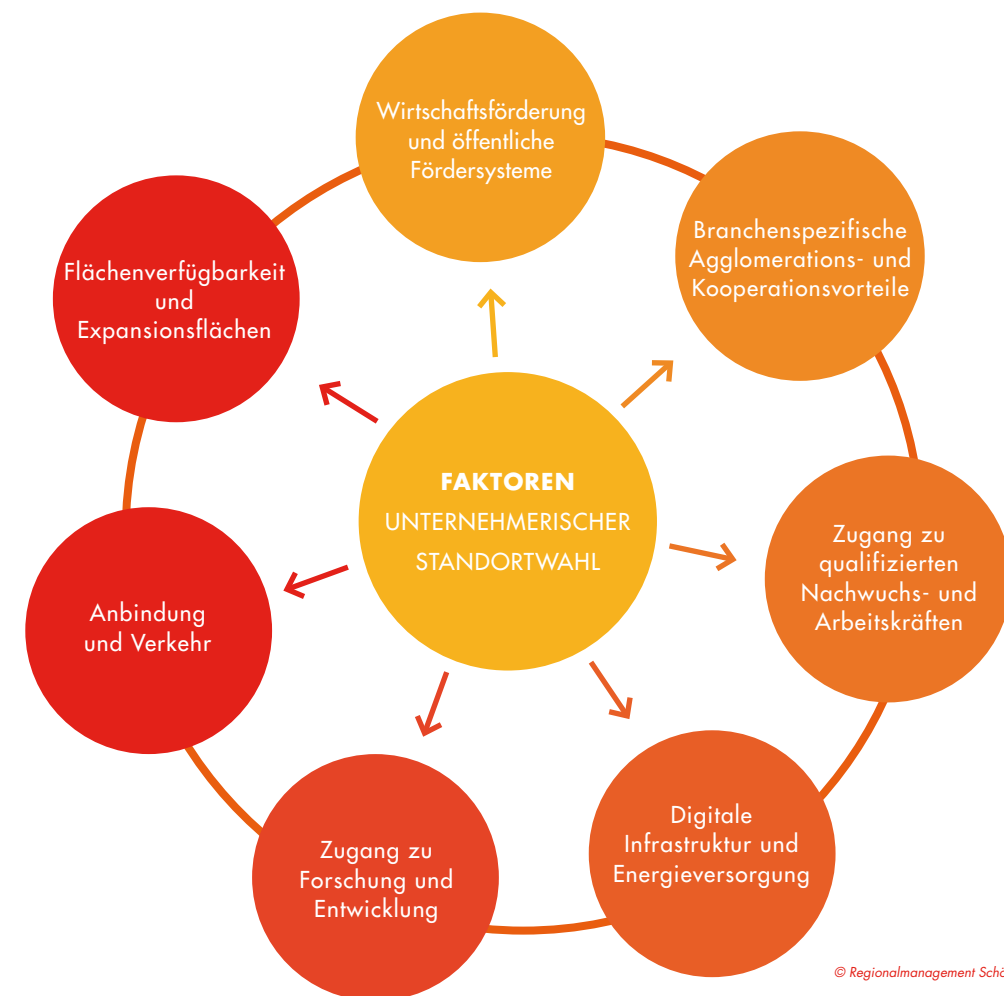 Wirtschaftsförderung
und öffentliche
Fördersysteme
Branchenspezifische
Agglomerations- und
Kooperationsvorteile
Flächenverfügbarkeit
und
Expansionsflächen
FAKTOREN
UNTERNEHMERISCHER
STANDORTWAHL
Zugang zu
qualifizierten
Nachwuchs- und
Arbeitskräften
Anbindung
und Verkehr
Digitale
Infrastruktur und
Energieversorgung
Zugang zu
Forschung und
Entwicklung
© Regionalmanagement